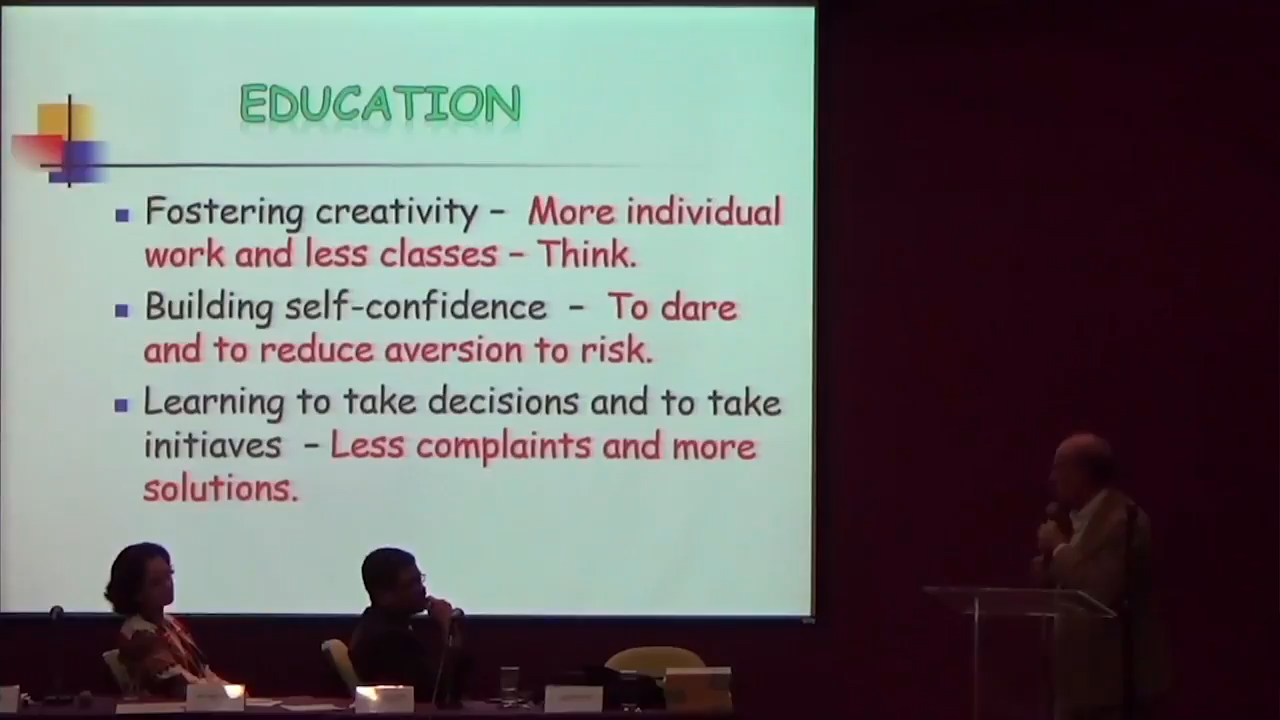 EDUCATION
Fostering creativity – More individual
work and less classes – Think.
Building self-confidence – To dare
and to reduce aversion to risk.
Learning to take decisions and to take
initiaves – Less complaints and more
solutions.